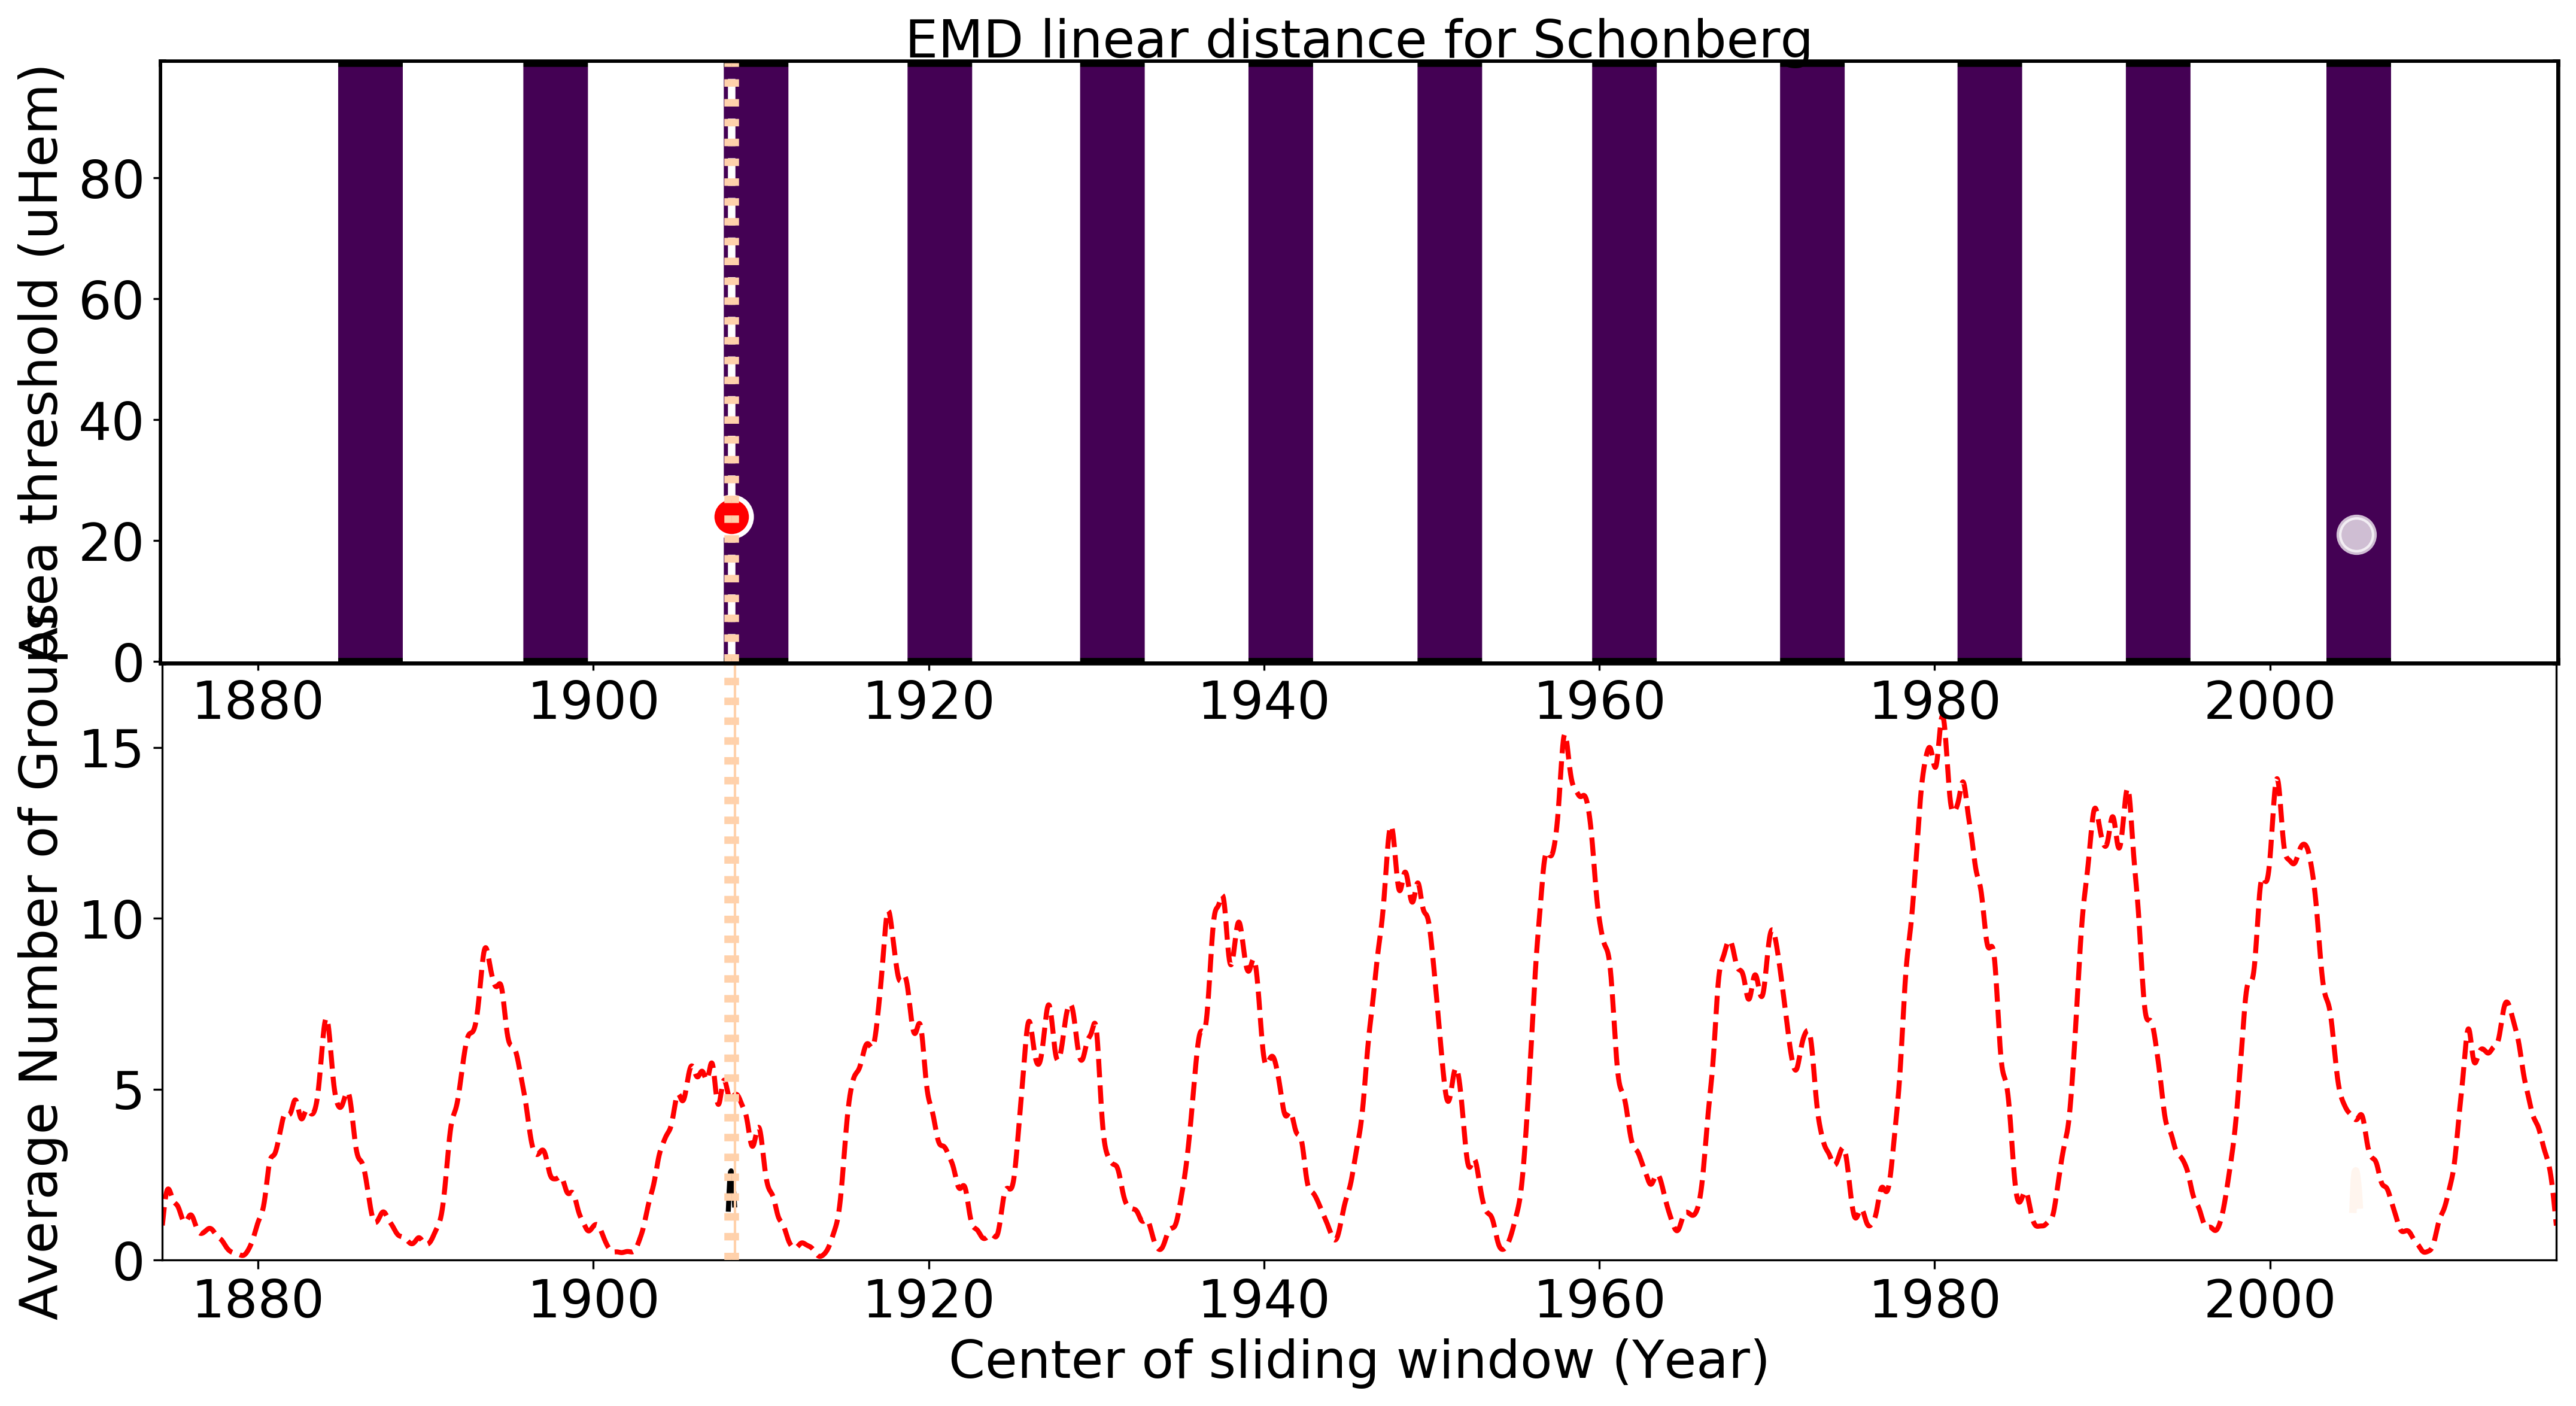 EMD linear distance for Schonberg
Area threshold (uHem)
80
60
40
20
0
1880 1900 1920 1940 1960 1980 2000
Average Number of Groups
15
10
5
0
1880 1900 1920 1940 1960 1980 2000
Center of sliding window (Year)